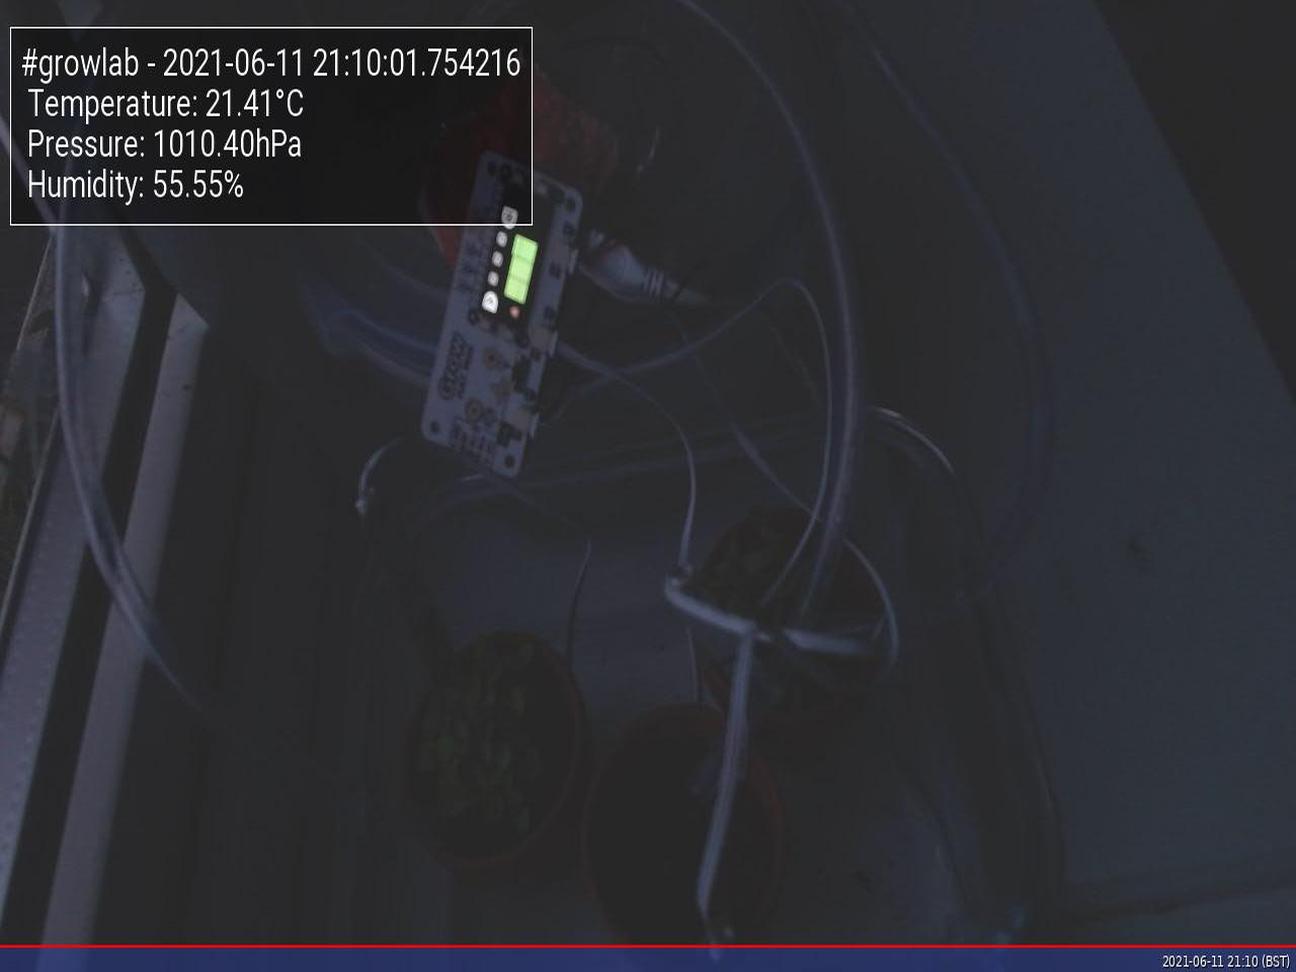 #growlab - 2021-06-11 21:10:01.754216
Temperature: 21.41°C
Pressure: 1010.40hPa
Humidity: 55.55%
GROW
2021-06-11 21:10 (BST)